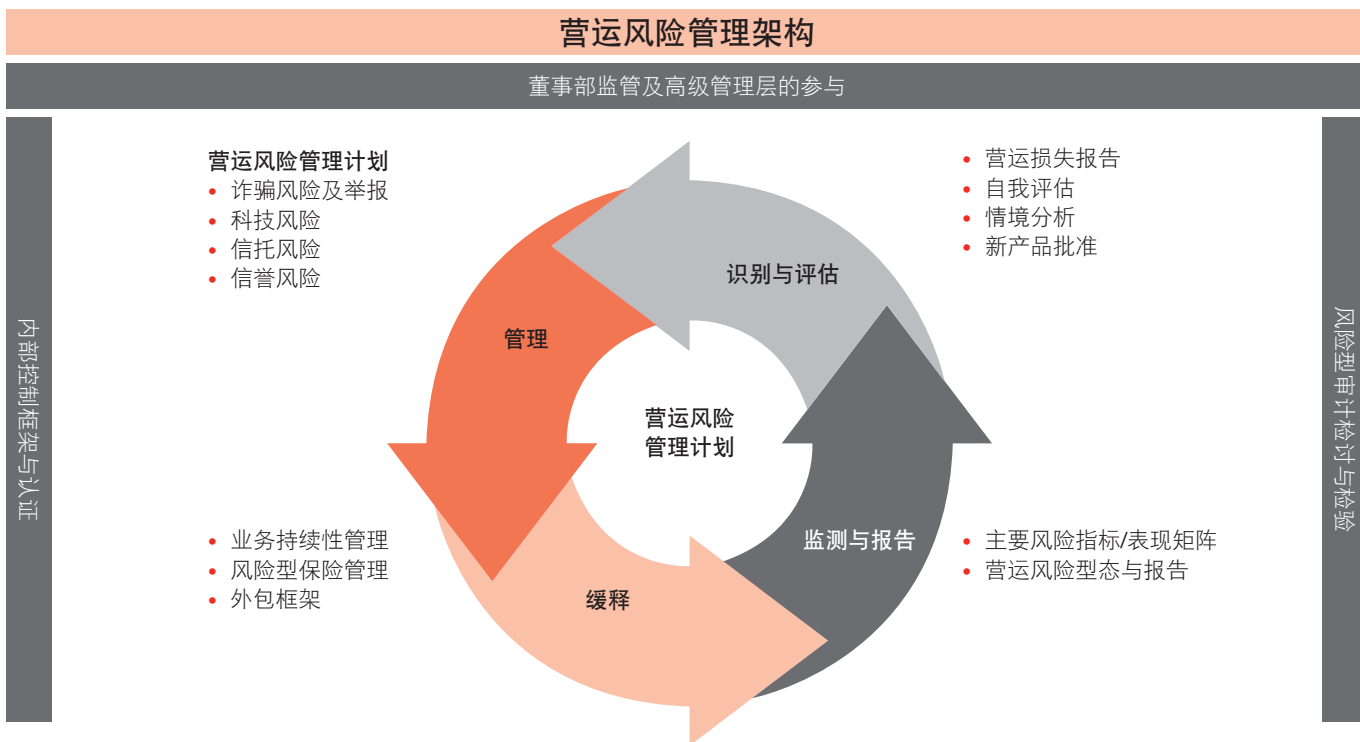 营运风险管理架构
董事部监管及高级管理层的参与
内部控制框架与认证
营运风险管理计划
• 诈骗风险及举报
• 科技风险
• 信托风险
• 信誉风险
• 营运损失报告
• 自我评估
• 情境分析
• 新产品批准
识别与评估
管理
营运风险
管理计划
监测与报告
缓释
• 业务持续性管理
• 风险型保险管理
• 外包框架
• 主要风险指标/表现矩阵
• 营运风险型态与报告
风险型审计检讨与检验